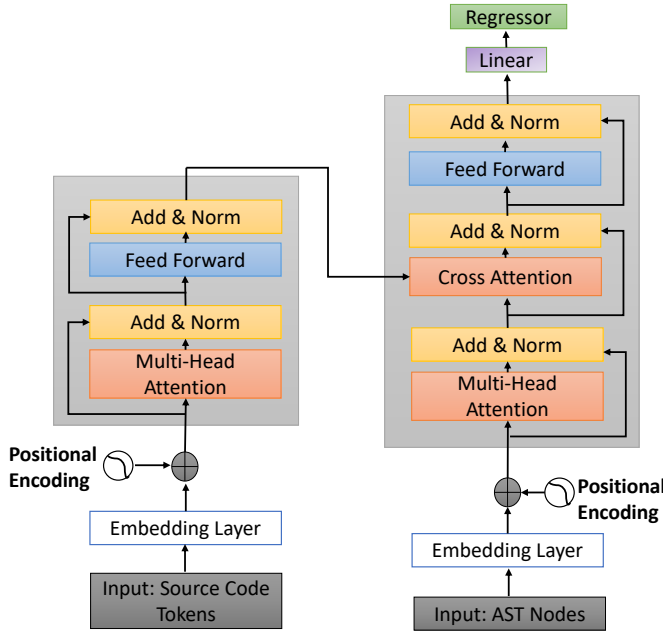 Regressor
Linear
Add & Norm
Feed Forward
Add & Norm
Cross Attention
Add & Norm
Multi-Head
Attention
Positional
Encoding
Embedding Layer
Input: AST Nodes
Add & Norm
Feed Forward
Add & Norm
Multi-Head
Attention
Positional
Encoding
Embedding Layer
Input: Source Code
Tokens